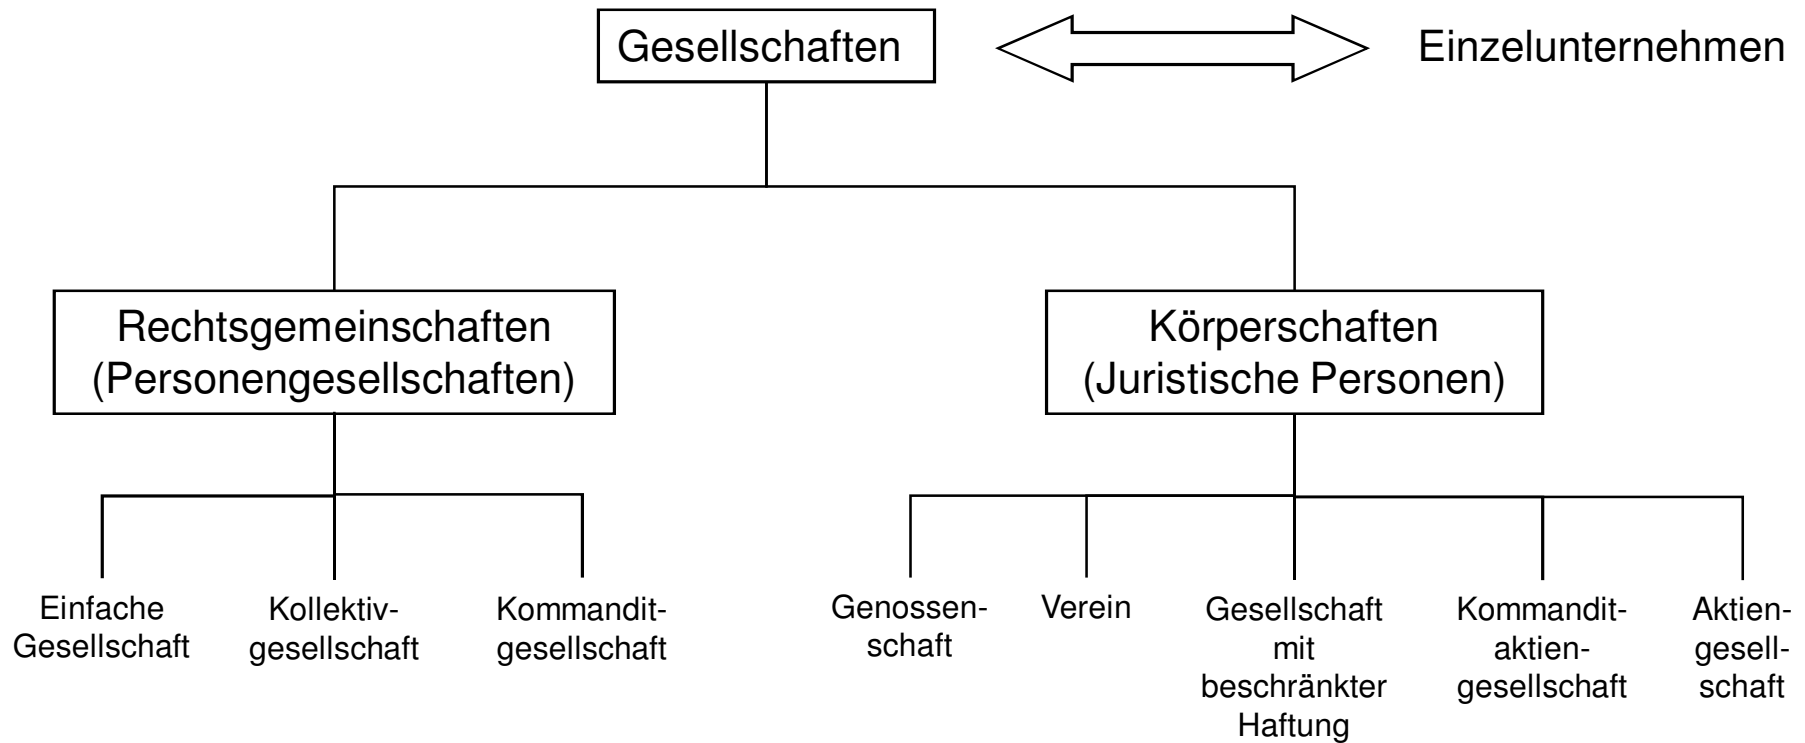 Gesellschaften
Einzelunternehmen
Rechtsgemeinschaften
(Personengesellschaften)
Körperschaften
(Juristische Personen)
Einfache
Gesellschaft
Kollektiv-
gesellschaft
Kommandit-
gesellschaft
Genossen-
schaft
Verein
Gesellschaft
mit
beschränkter
Haftung
Kommandit-
aktien-
gesellschaft
Aktien-
gesell-
schaft